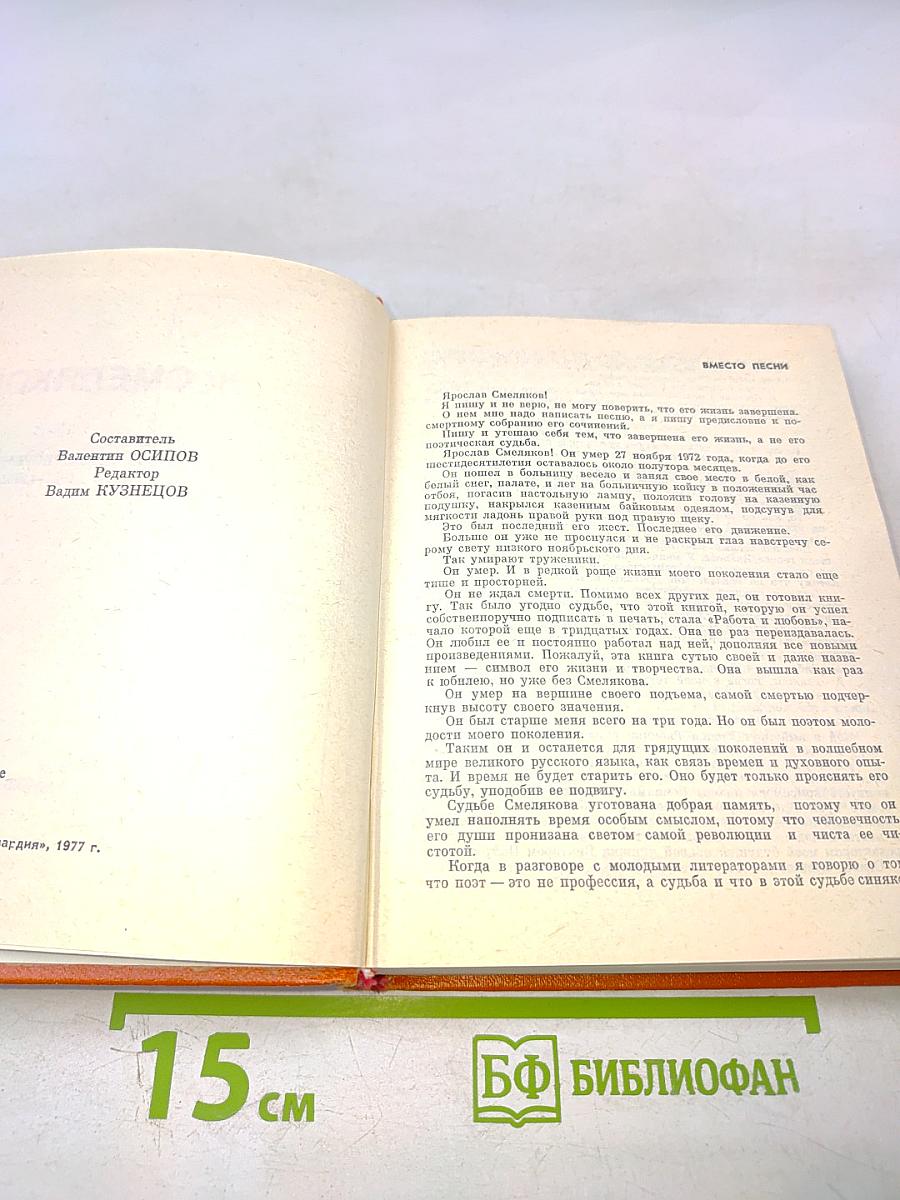 Составитель
Валентин ОСИПОВ
Редактор
Вадим КУЗНЕЦОВ
е
ардия», 1977 г.
ВМЕСТО ПЕСНИ
Ярослав Смеляков!
Я пишу и не верю, не могу поверить, что его жизнь завершена.
О нем мне надо написать песню, а я пишу предисловие к по-
смертному собранию его сочинений.
Пишу и утешаю себя тем, что завершена его жизнь, а не его
поэтическая судьба.
Ярослав Смеляков! Он умер 27 ноября 1972 года, когда до его
шестидесятилетия оставалось около полутора месяцев.
Он пошел в больницу весело и занял свое место в белой, как
белый снег, палате, и лег на больничную койку в положенный час
отбоя, погасив настольную лампу, положив голову на казенную
подушку, накрылся казенным байковым одеялом, подсунув для
мягкости ладонь правой руки под правую щеку.
Это был последний его жест. Последнее его движение.
Больше он уже не проснулся и не раскрыл глаз навстречу се-
рому свету низкого ноябрьского дня.
Так умирают труженики.
Он умер. И в редкой роще жизни моего поколения стало еще
тише и просторней.
Он не ждал смерти. Помимо всех других дел, он готовил кни-
гу. Так было угодно судьбе, что этой книгой, которую он успел
собственноручно подписать в печать, стала «Работа и любовь», на-
чало которой еще в тридцатых годах. Она не раз переиздавалась.
Он любил ее и постоянно работал над ней, дополняя все новыми
произведениями. Пожалуй, эта книга сутью своей и даже назва-
нием — символ его жизни и творчества. Она вышла как раз
к юбилею, но уже без Смелякова.
Он умер на вершине своего подъема, самой смертью подчер-
кнув высоту своего значения.
Он был старше меня всего на три года. Но он был поэтом моло-
дости моего поколения.
Таким он и останется для грядущих поколений в волшебном
мире великого русского языка, как связь времен и духовного опы-
та. И время не будет старить его. Оно будет только прояснять его
судьбу, уподобив ее подвигу.
Судьбе Смелякова уготована добрая память, потому что он
умел наполнять время особым смыслом, потому что человечность
его души пронизана светом самой революции и чиста ее чи-
стотой.
Когда в разговоре с молодыми литераторами я говорю о том
что поэт — это не профессия, а судьба и что в этой судьбе синяко
15 см
БФ БИБЛИОФАН